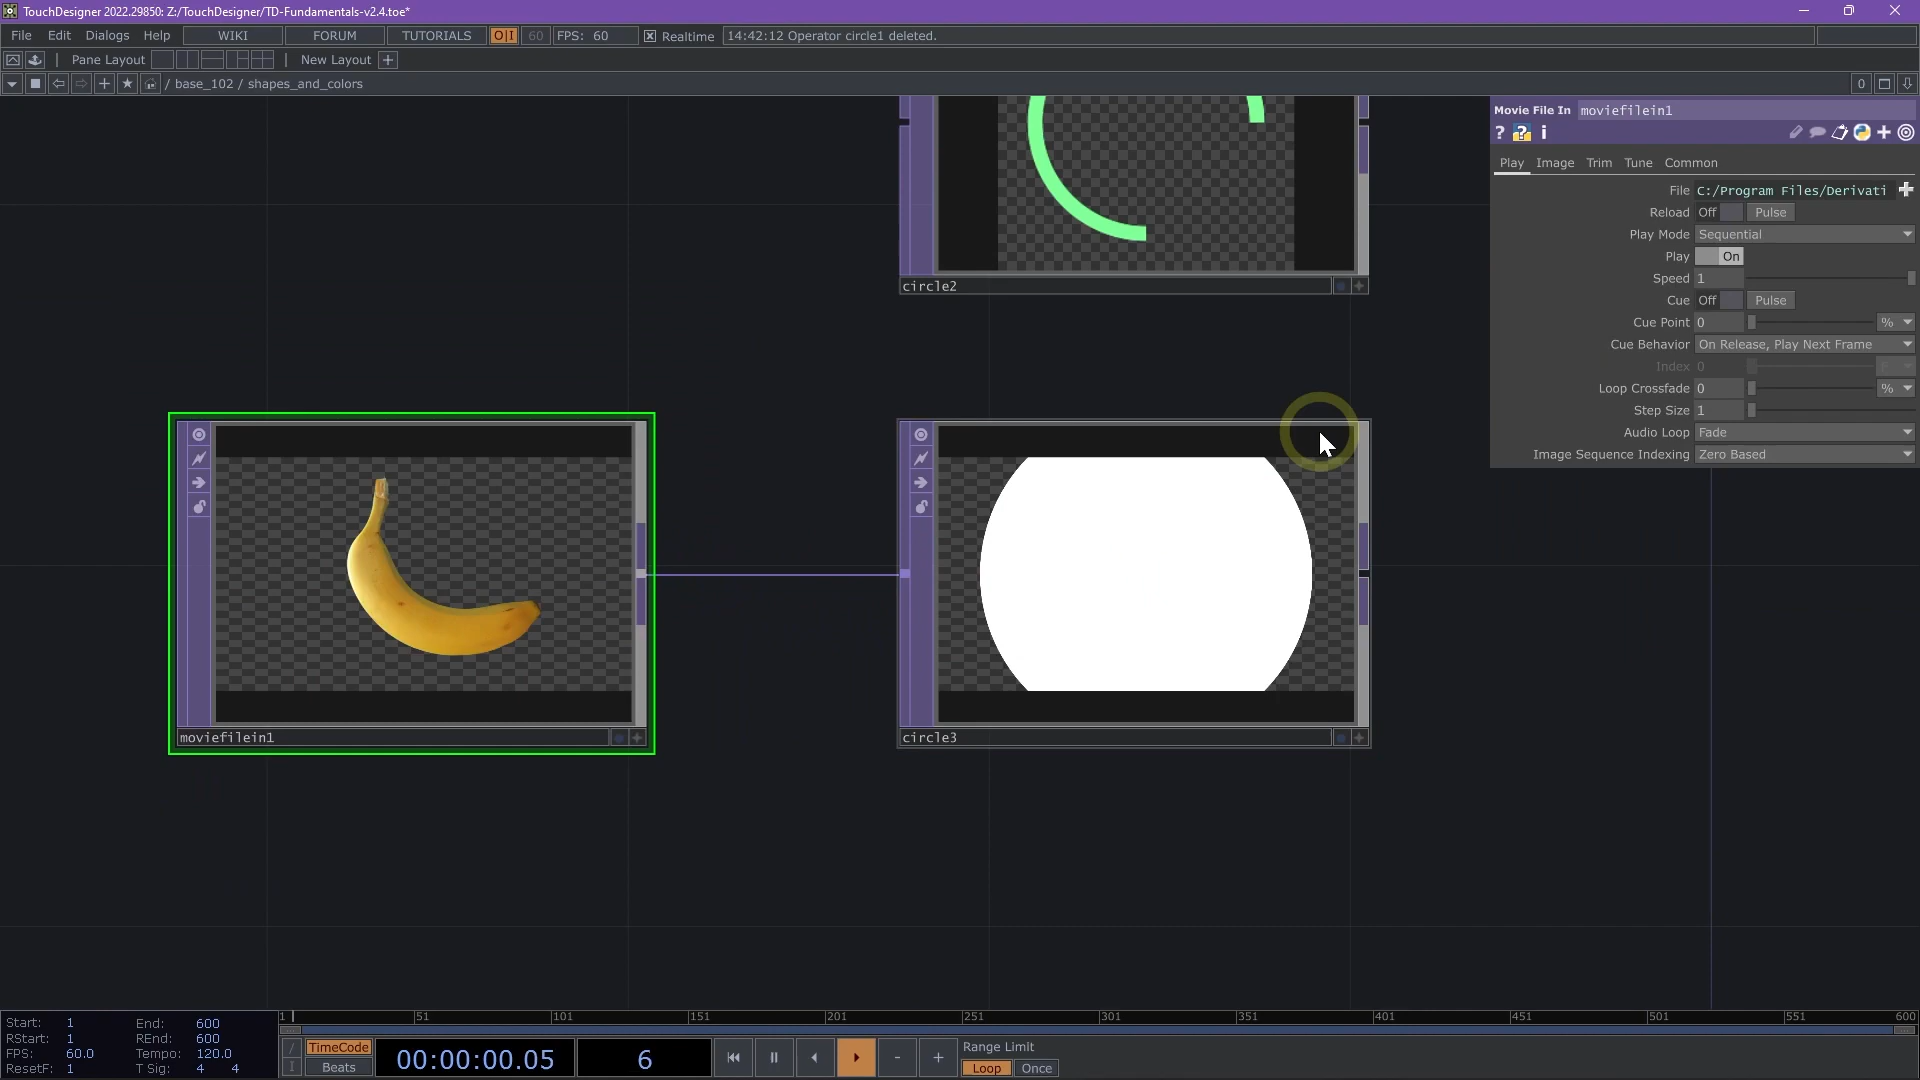 TouchDesigner 2022.29850: Z:/TouchDesigner/TD-Fundamentals-v2.4.toe*
File Edit Dialogs Help WIKI FORUM TUTORIALS O|I 60 FPS: 60 Realtime 14:42:12 Operator circle1 deleted.
Pane Layout New Layout +
/ base_102 / shapes_and_colors 0
Movie File In moviefilein1
? ? i
Play Image Trim Tune Common
File C:/Program Files/Derivati
Reload Off Pulse
Play Mode Sequential
Play On
Speed 1
Cue Off Pulse
Cue Point 0 %
Cue Behavior On Release, Play Next Frame
Index 0 F
Loop Crossfade 0 %
Step Size 1
Audio Loop Fade
Image Sequence Indexing Zero Based
circle2
moviefilein1
circle3
1 51 101 151 201 251 301 351 401 451 501 551 600
Start: 1 End: 600
RStart: 1 REnd: 600
FPS: 60.0 Tempo: 120.0
ResetF: 1 T Sig: 4 4
/ TimeCode
I Beats
00:00:00.05 6 - +
Range Limit
Loop Once